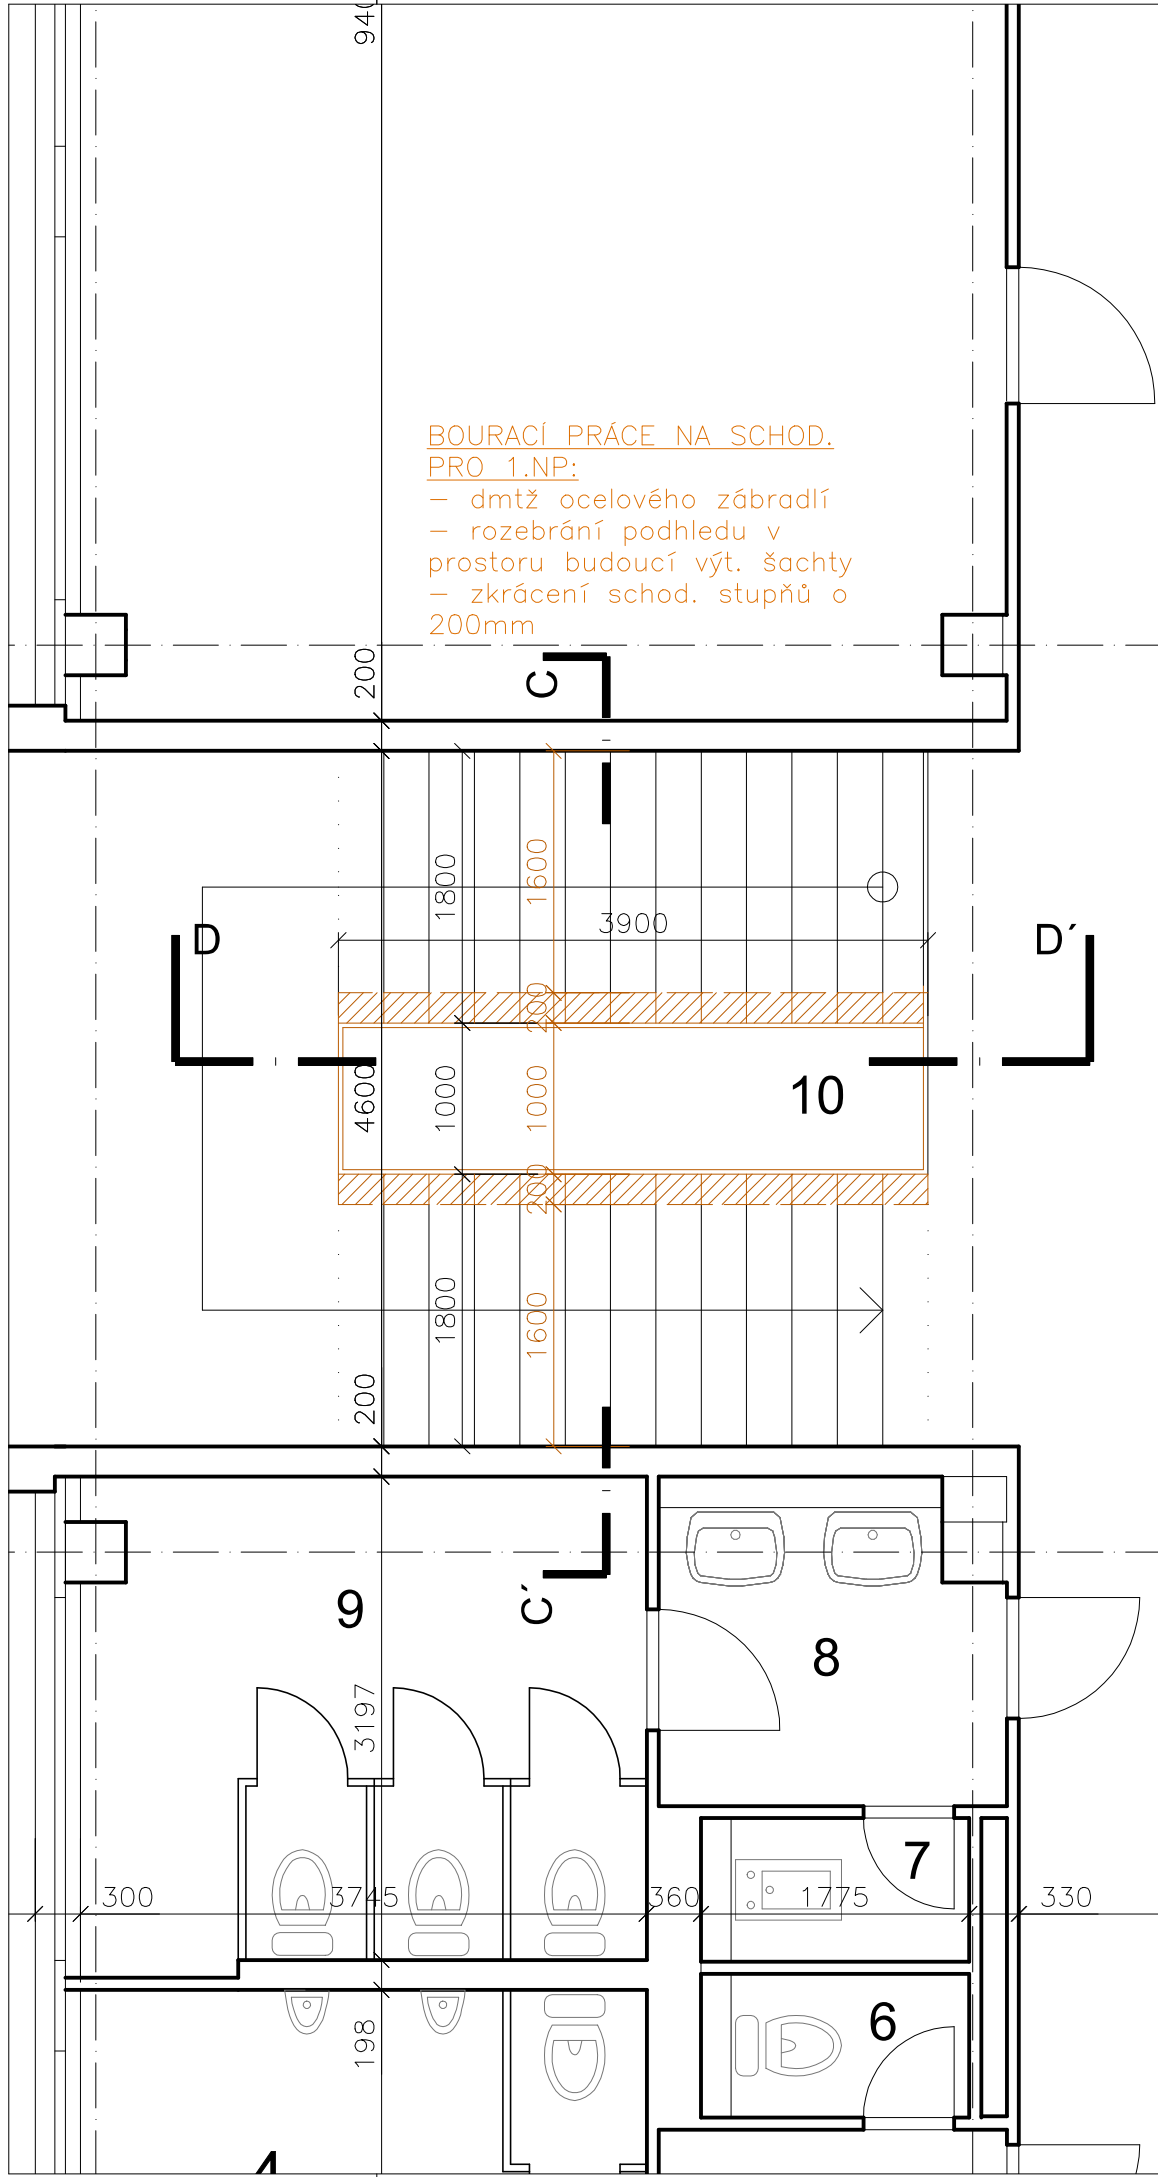 940
BOURACÍ PRÁCE NA SCHOD.
PRO 1.NP:
– dmtž ocelového zábradlí
– rozebrání podhledu v
prostoru budoucí výt. šachty
– zkrácení schod. stupňů o
200mm
200
C
1800
1600
3900
D
D´
200
4600
1000
1000
10
200
1800
1600
200
9
C´
8
3197
7
300
3745
360
1775
330
6
198
4